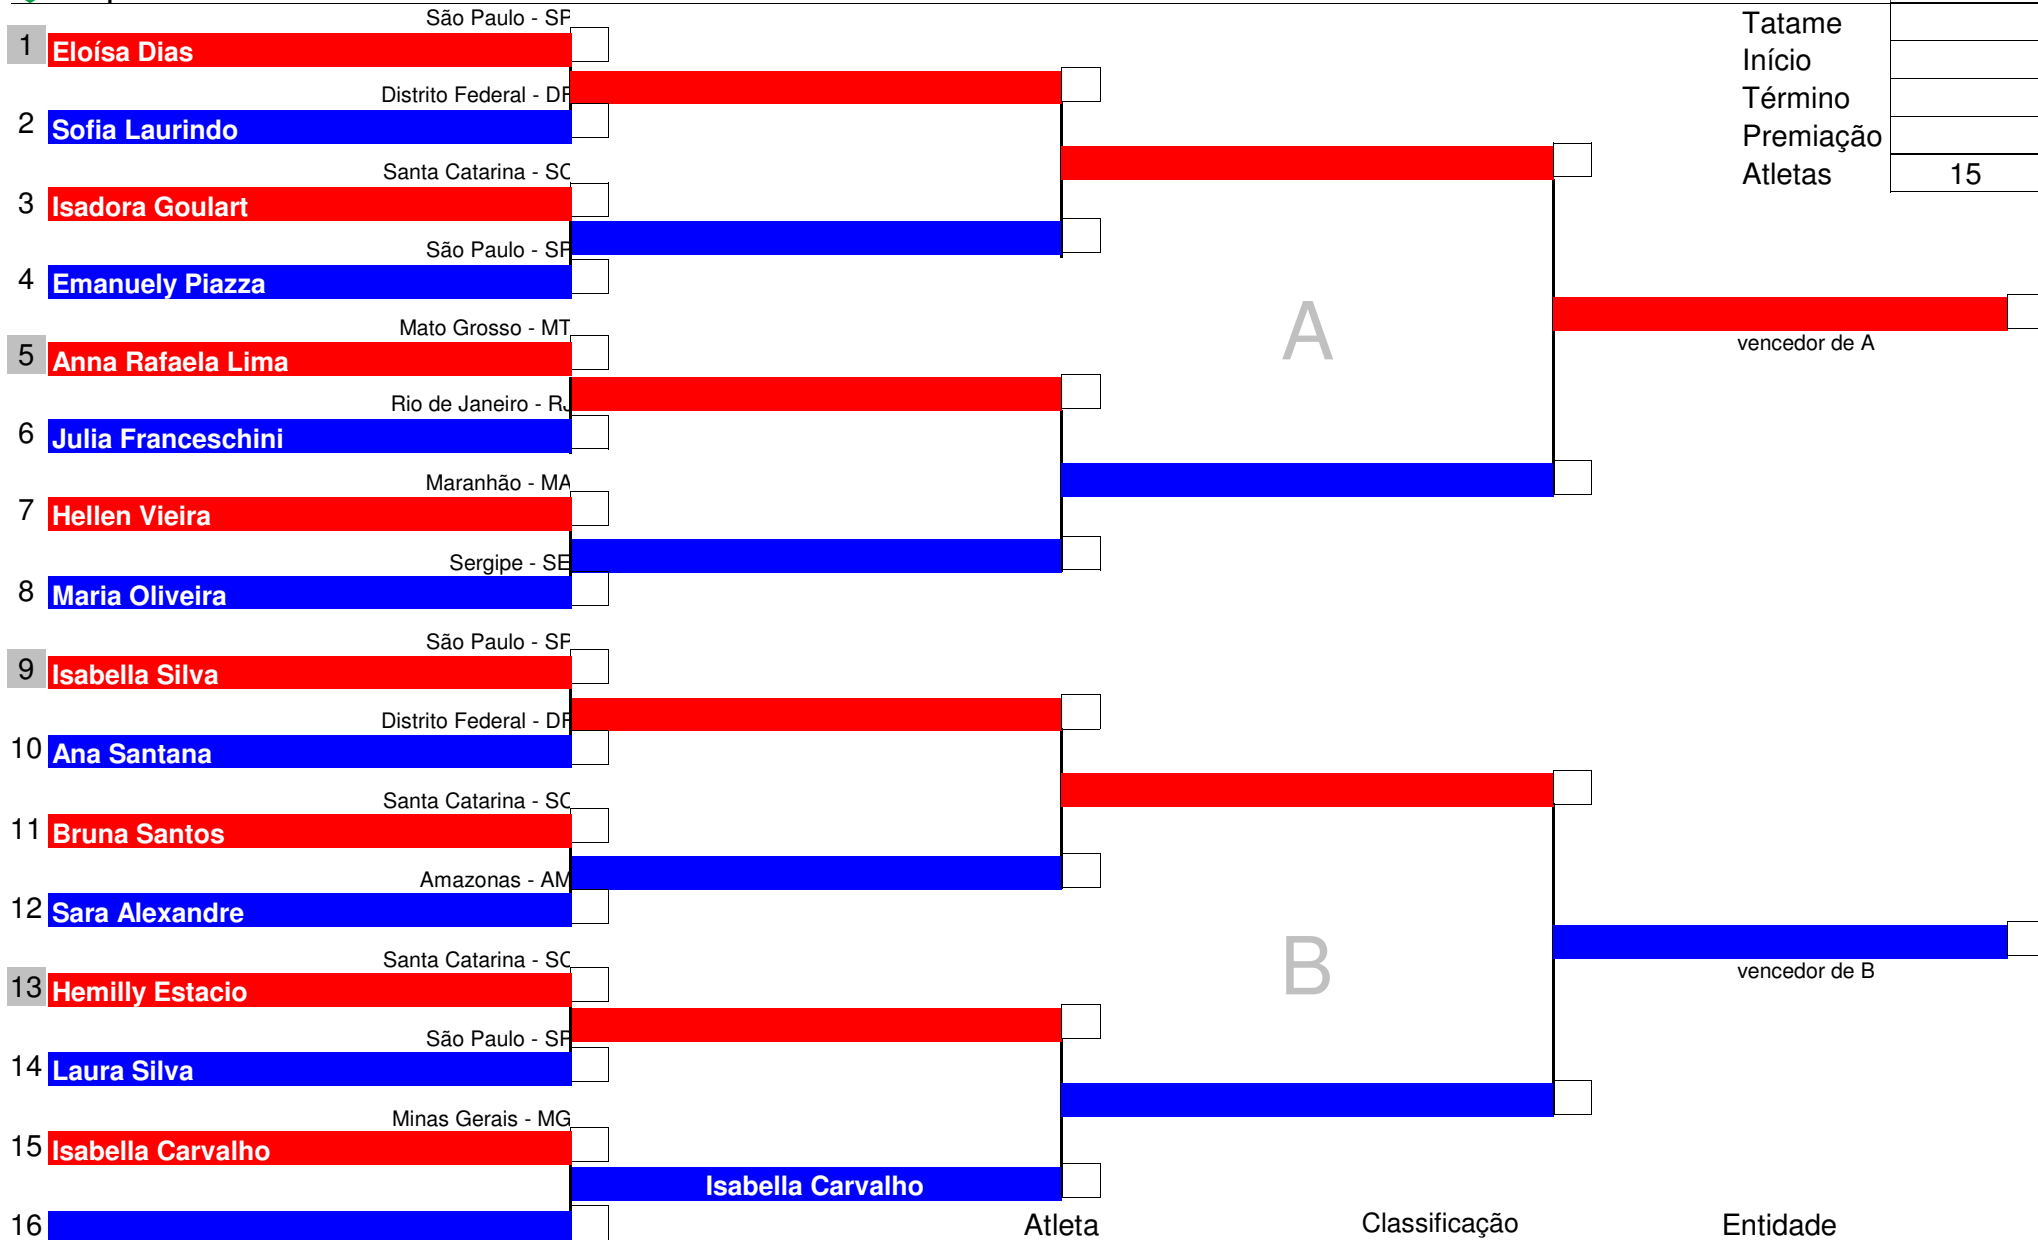 São Paulo - SP
1 Eloísa Dias
Distrito Federal - DF
2 Sofia Laurindo
Santa Catarina - SC
3 Isadora Goulart
São Paulo - SP
4 Emanuely Piazza
Mato Grosso - MT
5 Anna Rafaela Lima
Rio de Janeiro - RJ
6 Julia Franceschini
Maranhão - MA
7 Hellen Vieira
Sergipe - SE
8 Maria Oliveira
São Paulo - SP
9 Isabella Silva
Distrito Federal - DF
10 Ana Santana
Santa Catarina - SC
11 Bruna Santos
Amazonas - AM
12 Sara Alexandre
Santa Catarina - SC
13 Hemilly Estacio
São Paulo - SP
14 Laura Silva
Minas Gerais - MG
15 Isabella Carvalho
16
Isabella Carvalho
A
B
vencedor de A
vencedor de B
Tatame
Início
Término
Premiação
Atletas 15
Atleta Classificação Entidade